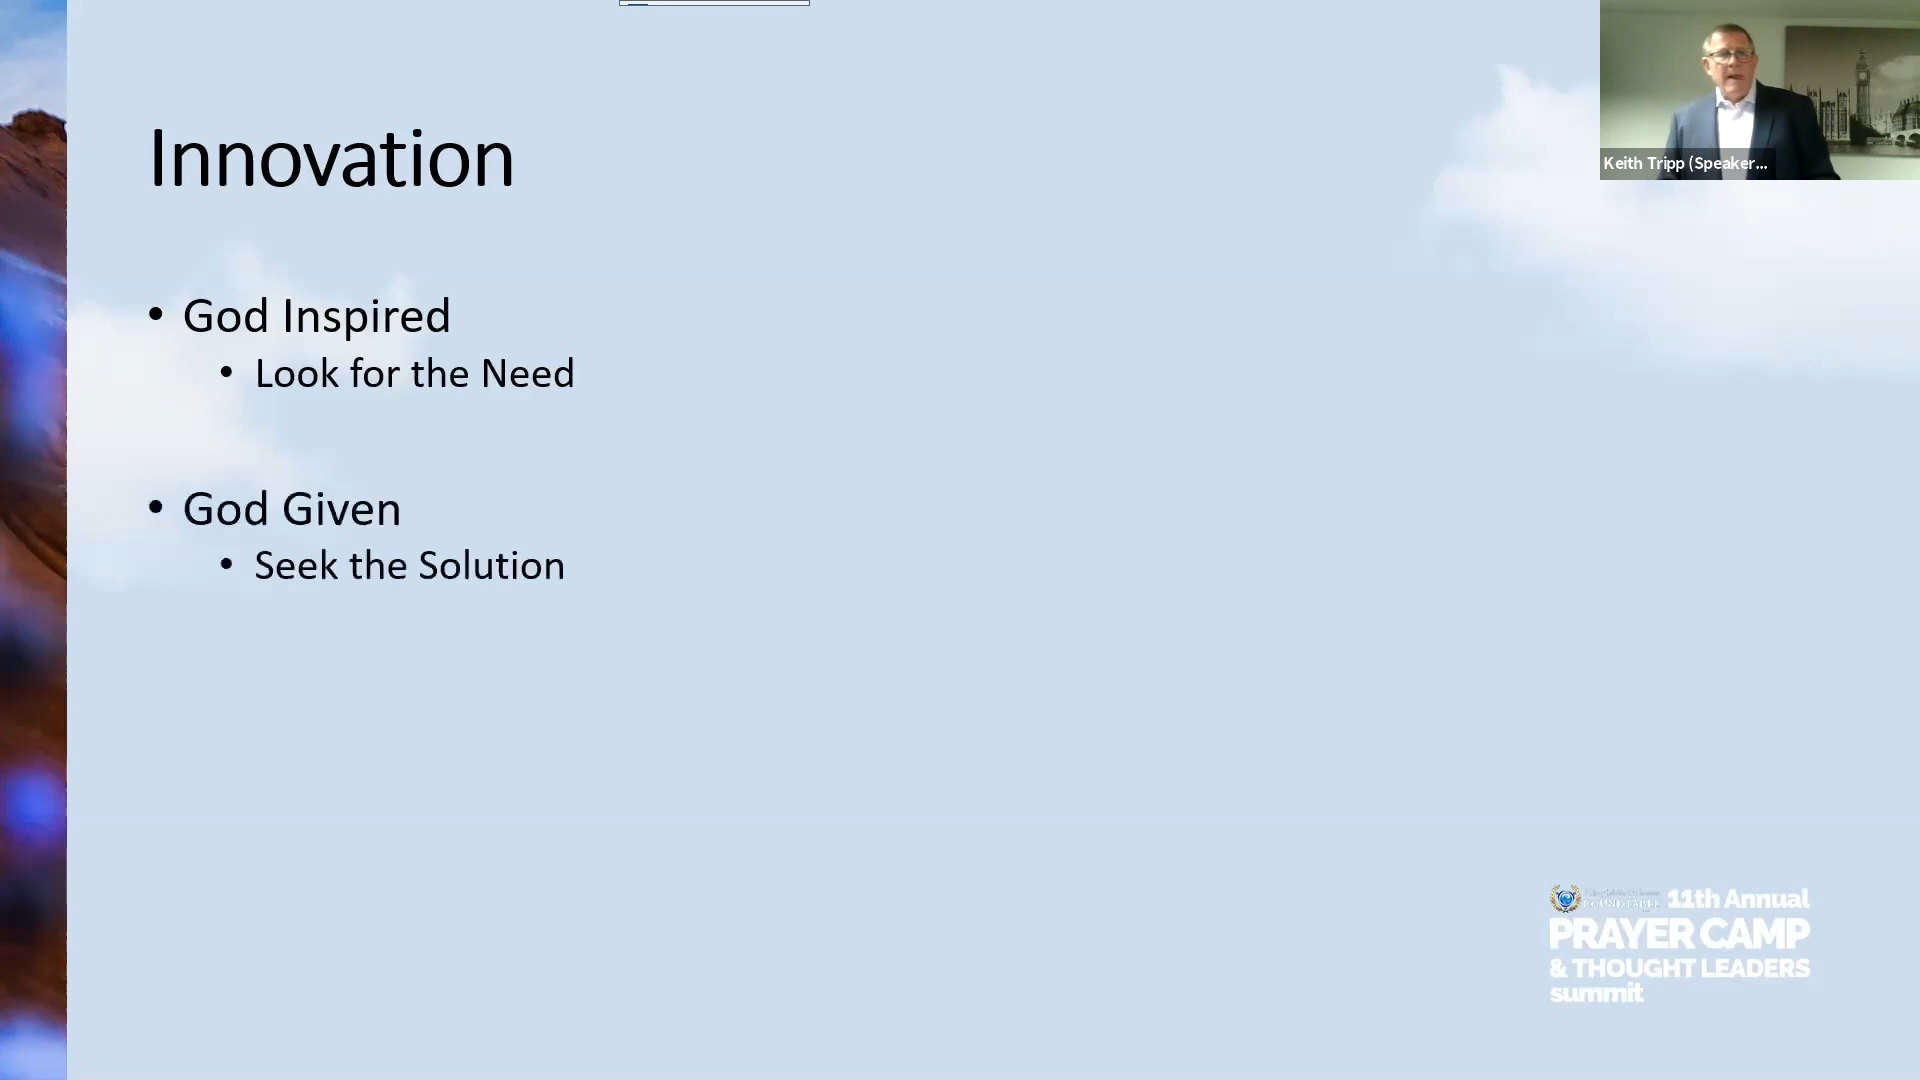 Innovation
• God Inspired
• Look for the Need
• God Given
• Seek the Solution
Keith Tripp (Speaker...
ROUNDTABLE 11th Annual
PRAYER CAMP
& THOUGHT LEADERS
summit